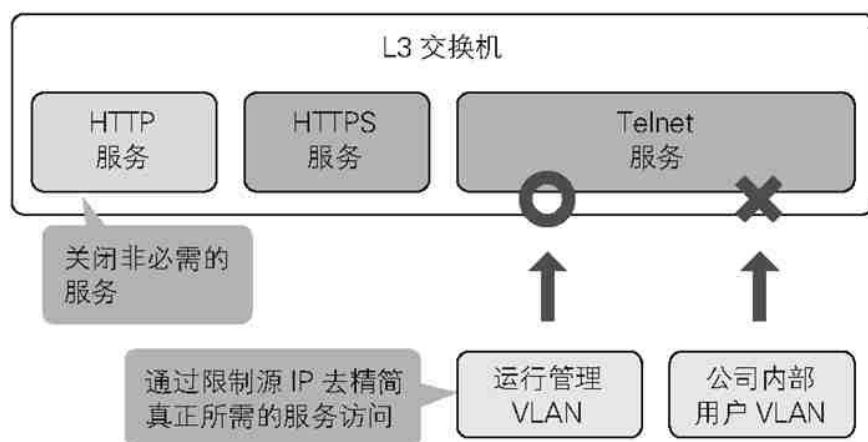 L3 交换机
HTTP
服务
HTTPS
服务
Telnet
服务
关闭非必需的
服务
通过限制源 IP 去精简
真正所需的服务访问
运行管理
VLAN
公司内部
用户 VLAN